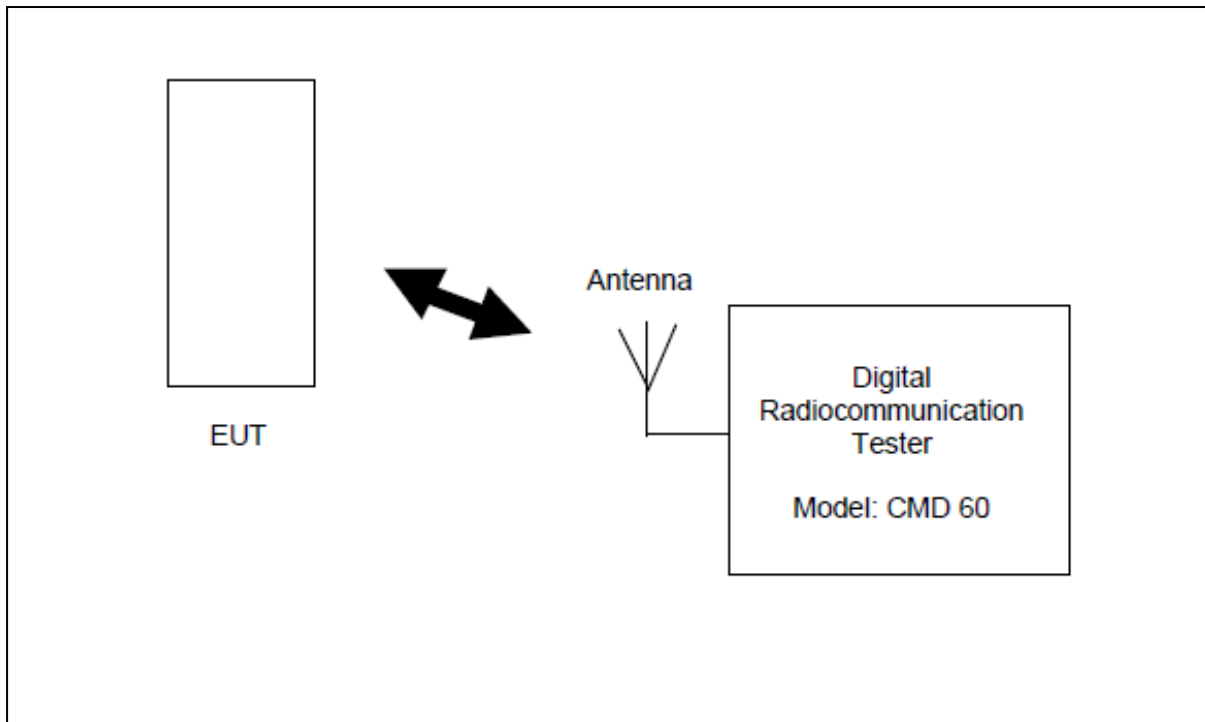 EUT
Antenna
Digital
Radiocommunication
Tester
Model: CMD 60